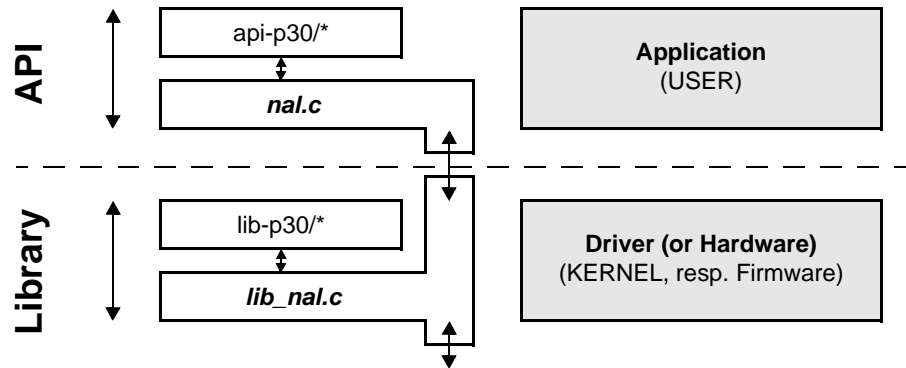 API
api-p30/*
nal.c
Application
(USER)
Library
lib-p30/*
lib_nal.c
Driver (or Hardware)
(KERNEL, resp. Firmware)